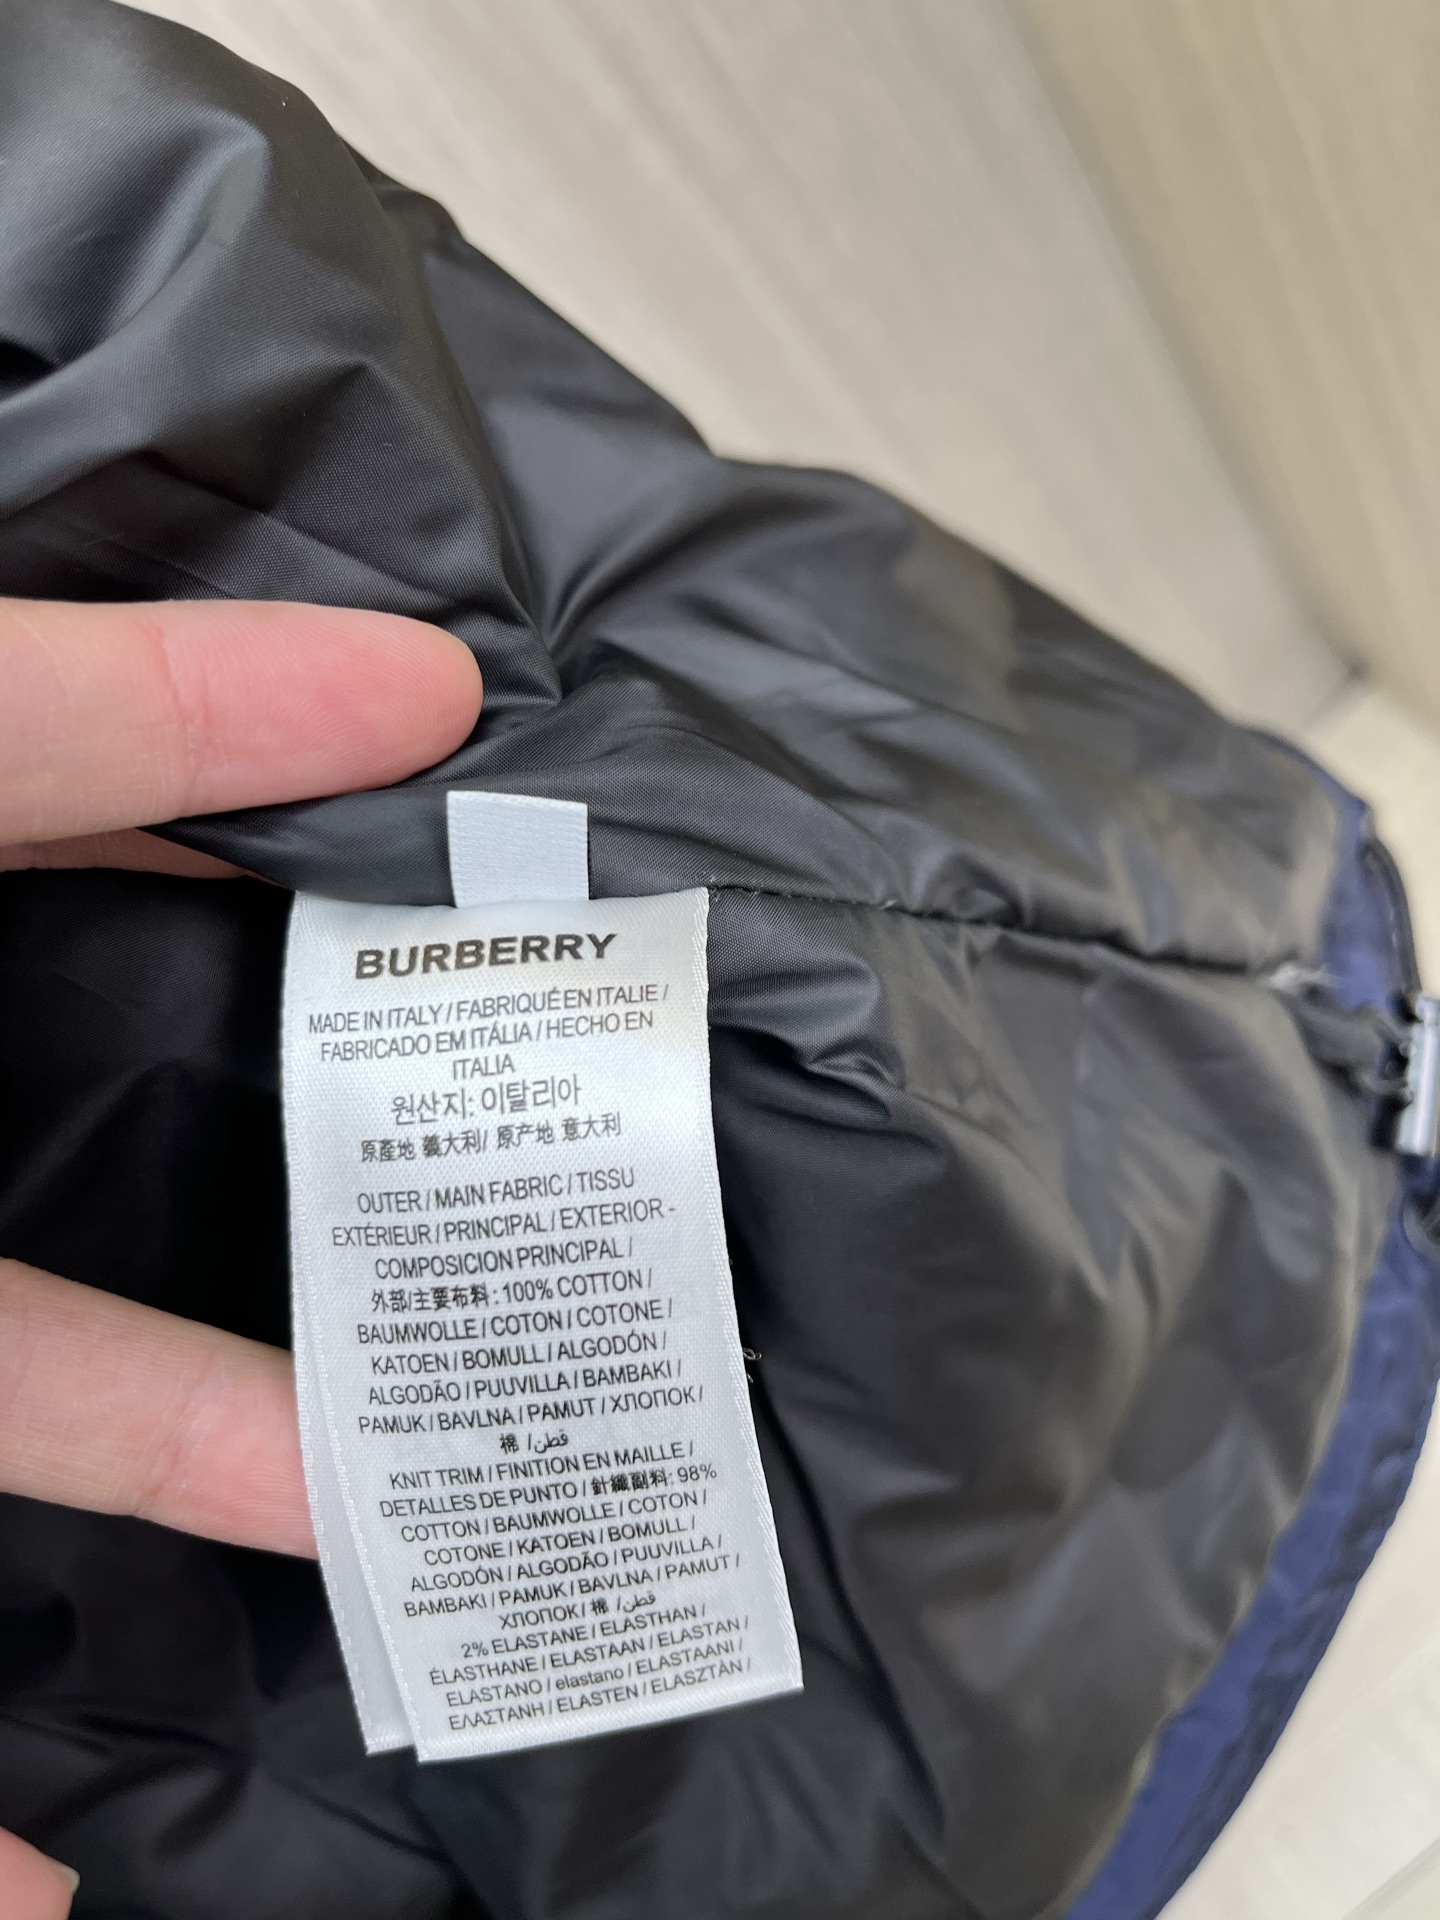 BURBERRY
MADE IN ITALY / FABRIQUÉ EN ITALIE /
FABRICADO EM ITÁLIA / HECHO EN
ITALIA
원산지: 이탈리아
原產地 義大利/ 原产地 意大利
OUTER / MAIN FABRIC / TISSU
EXTÉRIEUR / PRINCIPAL / EXTERIOR -
COMPOSICION PRINCIPAL /
外部/主要布料 : 100% COTTON /
BAUMWOLLE / COTON / COTONE /
KATOEN / BOMULL / ALGODÓN /
ALGODÃO / PUUVILLA / BAMBAKI /
PAMUK / BAVLNA / PAMUT / ХЛОПОК /
棉 / قطن
KNIT TRIM / FINITION EN MAILLE /
DETALLES DE PUNTO / 針織副料: 98%
COTTON / BAUMWOLLE / COTON /
COTONE / KATOEN / BOMULL /
ALGODÓN / ALGODÃO / PUUVILLA /
BAMBAKI / PAMUK / BAVLNA / PAMUT /
ХЛОПОК / 棉 / قطن
2% ELASTANE / ELASTHAN /
ÉLASTHANE / ELASTAAN / ELASTAN /
ELASTANO / elastano / ELASTAANI /
ΕΛΑΣΤΑΝΗ / ELASTEN / ELASZTÁN /